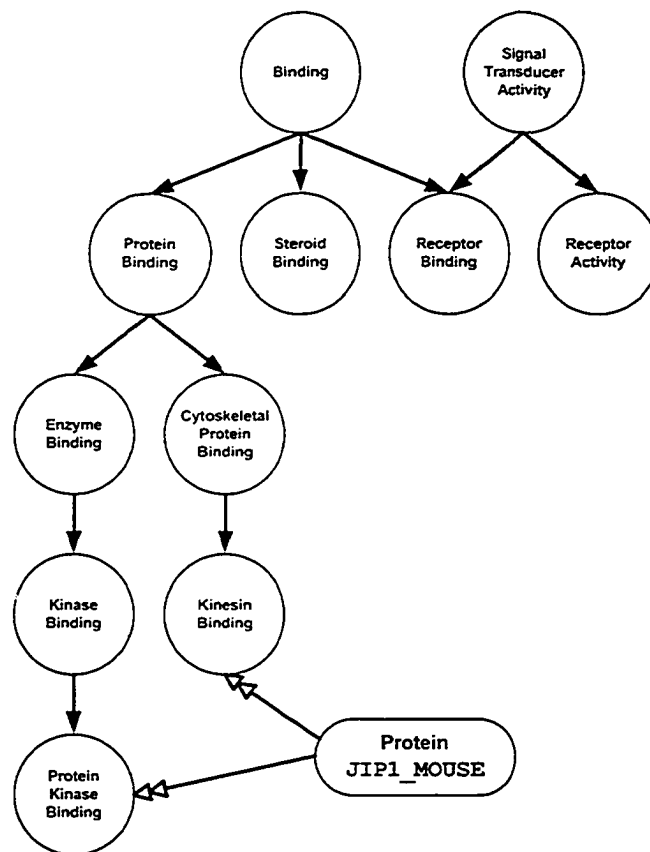 Binding
Signal
Transducer
Activity
Protein
Binding
Steroid
Binding
Receptor
Binding
Receptor
Activity
Enzyme
Binding
Cytoskeletal
Protein
Binding
Kinase
Binding
Kinesin
Binding
Protein
Kinase
Binding
Protein
JIP1_MOUSE